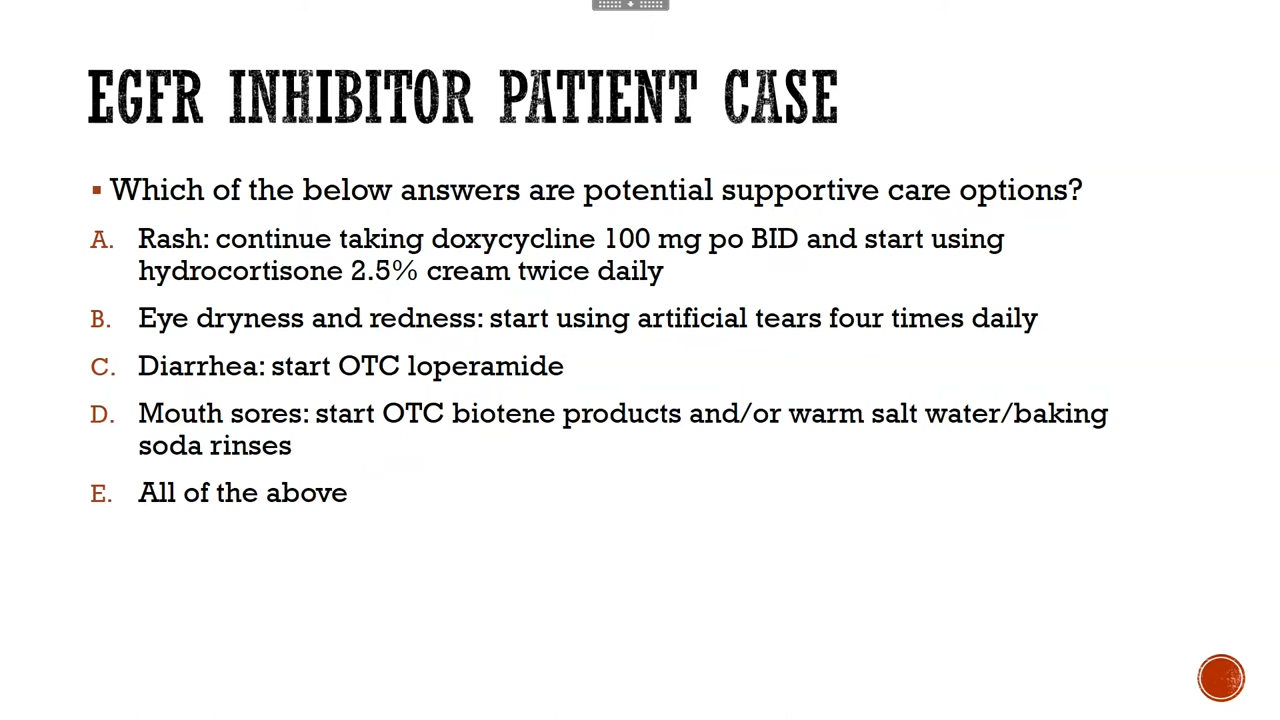 EGFR INHIBITOR PATIENT CASE
▪ Which of the below answers are potential supportive care options?
A. Rash: continue taking doxycycline 100 mg po BID and start using
hydrocortisone 2.5% cream twice daily
B. Eye dryness and redness: start using artificial tears four times daily
C. Diarrhea: start OTC loperamide
D. Mouth sores: start OTC biotene products and/or warm salt water/baking
soda rinses
E. All of the above